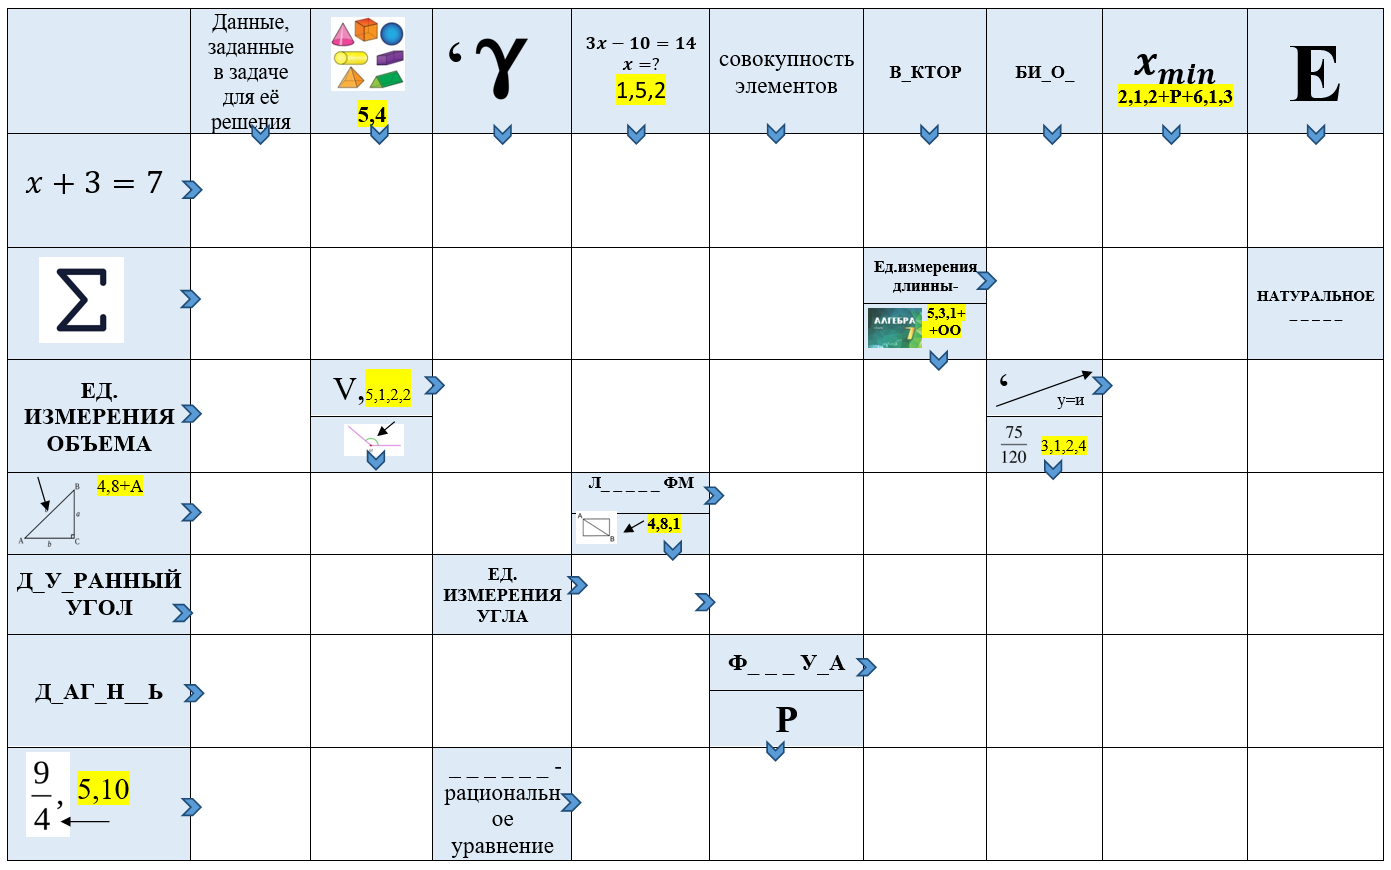 Данные,
заданные
в задаче
для её
решения
5,4
‘ γ
3x − 10 = 14
x =?
1,5,2
совокупность
элементов
В_КТОР
БИ_О_
x min
2,1,2+Р+6,1,3
E
x + 3 = 7
Σ
Ед.измерения
длинны-
АЛГЕБРА
7
5,3,1+
+ОО
НАТУРАЛЬНОЕ
_ _ _ _ _
ЕД.
ИЗМЕРЕНИЯ
ОБЪЕМА
V,5,1,2,2
‘
у=и
75
120
3,1,2,4
4,8+А
B
a
A
b
C
Л_ _ _ _ _ ФМ
A
B
4,8,1
Д_У_РАННЫЙ
УГОЛ
ЕД.
ИЗМЕРЕНИЯ
УГЛА
Д_АГ_Н__Ь
Ф_ _ _ У_А
Р
9
4
, 5,10
_ _ _ _ _ _ -
рациональн
ое
уравнение